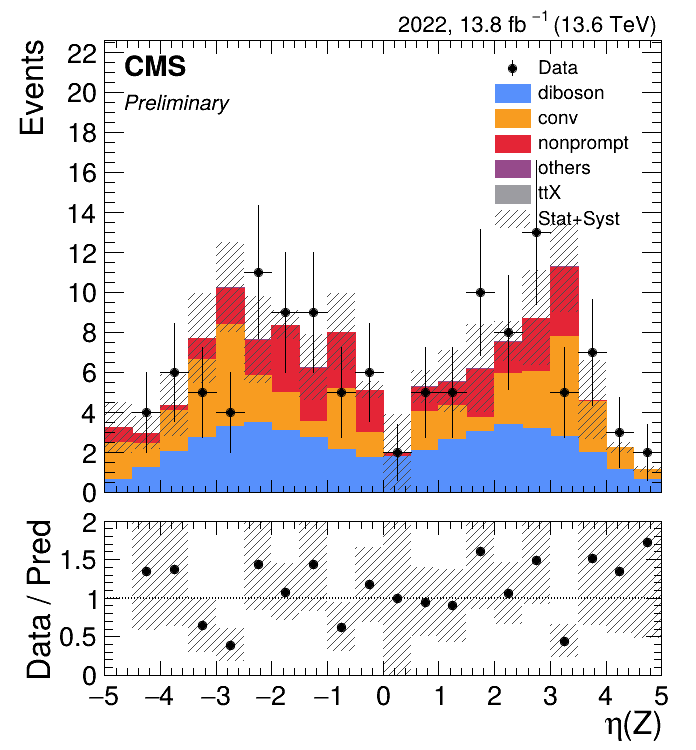 2022, 13.8 fb⁻¹ (13.6 TeV)
Events
CMS
Preliminary
Data
diboson
conv
nonprompt
others
ttX
Stat+Syst
22
20
18
16
14
12
10
8
6
4
2
0
Data / Pred
2
1.5
1
0.5
0
−5 −4 −3 −2 −1 0 1 2 3 4 5
η(Z)